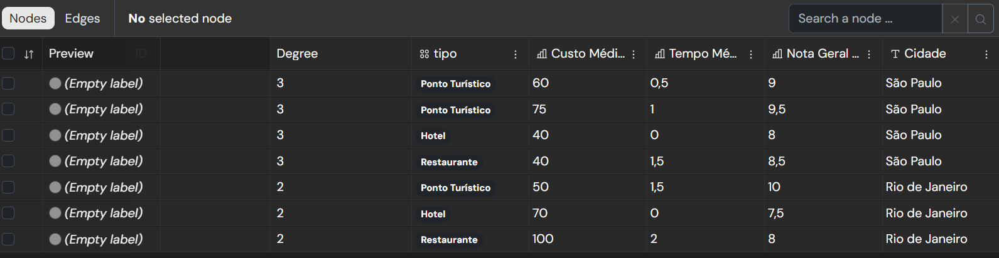 Nodes Edges No selected node Search a node ...
Preview ID Degree tipo Custo Médi... Tempo Mé... Nota Geral ... Cidade
(Empty label) 3 Ponto Turístico 60 0,5 9 São Paulo
(Empty label) 3 Ponto Turístico 75 1 9,5 São Paulo
(Empty label) 3 Hotel 40 0 8 São Paulo
(Empty label) 3 Restaurante 40 1,5 8,5 São Paulo
(Empty label) 2 Ponto Turístico 50 1,5 10 Rio de Janeiro
(Empty label) 2 Hotel 70 0 7,5 Rio de Janeiro
(Empty label) 2 Restaurante 100 2 8 Rio de Janeiro